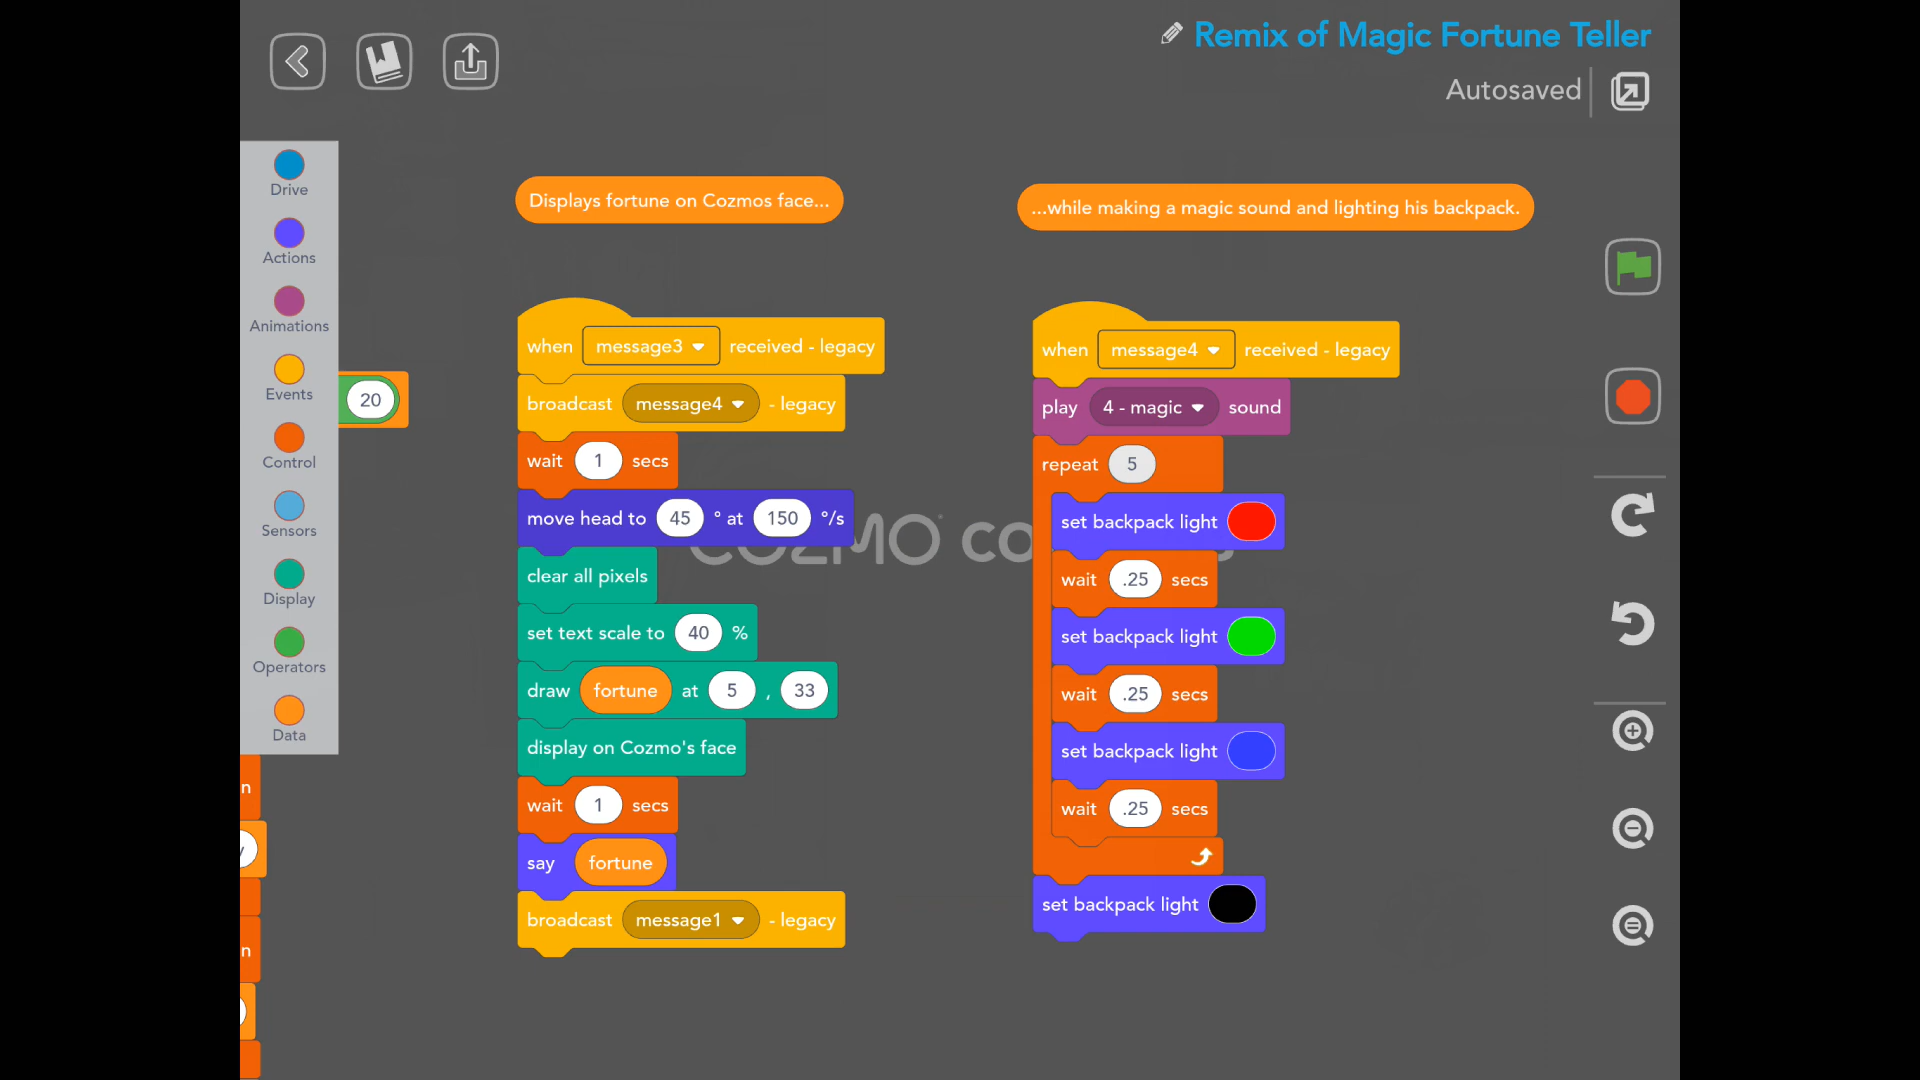 Remix of Magic Fortune Teller
Autosaved
Drive
Actions
Animations
Events
Control
Sensors
Display
Operators
Data
20
n
n
Displays fortune on Cozmos face...
when message3 received - legacy
broadcast message4 - legacy
wait 1 secs
move head to 45 ° at 150 °/s
clear all pixels
set text scale to 40 %
draw fortune at 5 , 33
display on Cozmo's face
wait 1 secs
say fortune
broadcast message1 - legacy
...while making a magic sound and lighting his backpack.
when message4 received - legacy
play 4 - magic sound
repeat 5
set backpack light
wait .25 secs
set backpack light
wait .25 secs
set backpack light
wait .25 secs
set backpack light
COZMO